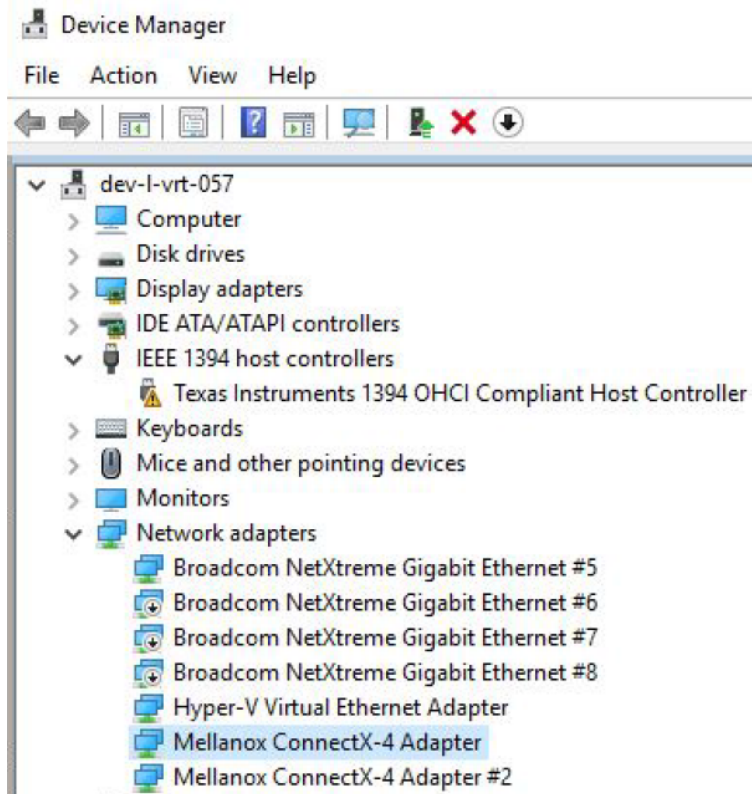 Device Manager
File Action View Help
dev-l-vrt-057
Computer
Disk drives
Display adapters
IDE ATA/ATAPI controllers
IEEE 1394 host controllers
Texas Instruments 1394 OHCI Compliant Host Controller
Keyboards
Mice and other pointing devices
Monitors
Network adapters
Broadcom NetXtreme Gigabit Ethernet #5
Broadcom NetXtreme Gigabit Ethernet #6
Broadcom NetXtreme Gigabit Ethernet #7
Broadcom NetXtreme Gigabit Ethernet #8
Hyper-V Virtual Ethernet Adapter
Mellanox ConnectX-4 Adapter
Mellanox ConnectX-4 Adapter #2